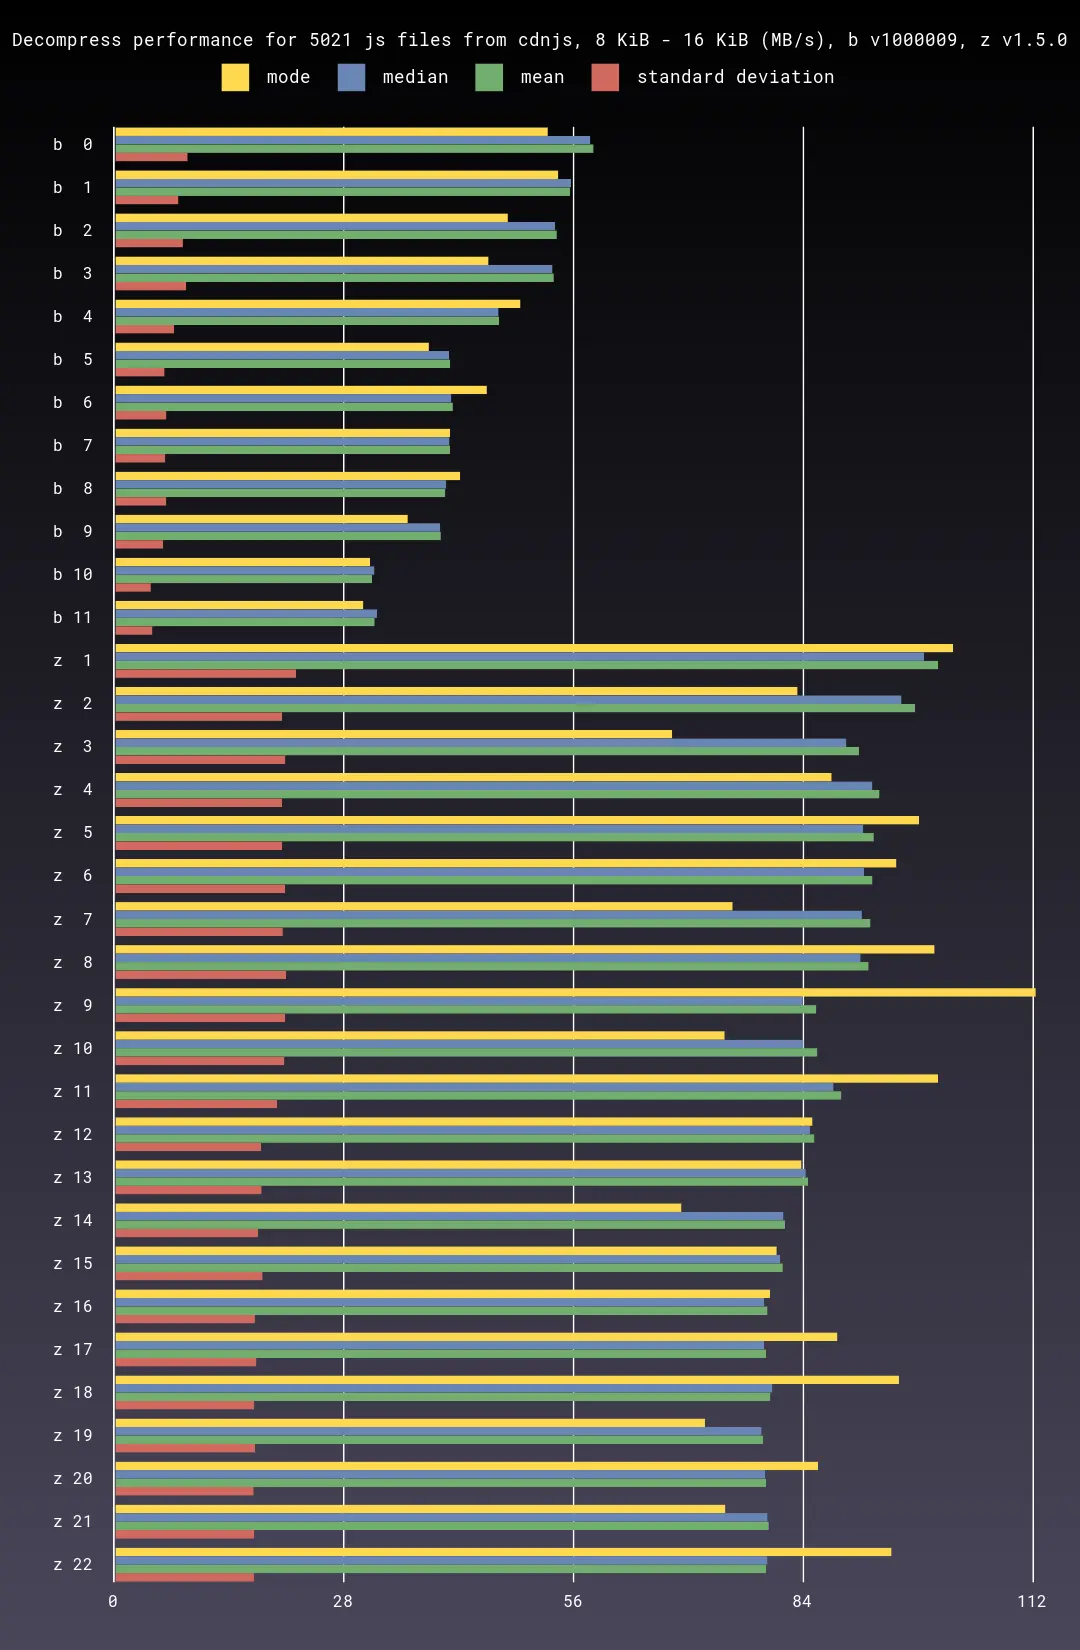 Decompress performance for 5021 js files from cdnjs, 8 KiB - 16 KiB (MB/s), b v1000009, z v1.5.0
mode median mean standard deviation
b 0
b 1
b 2
b 3
b 4
b 5
b 6
b 7
b 8
b 9
b 10
b 11
z 1
z 2
z 3
z 4
z 5
z 6
z 7
z 8
z 9
z 10
z 11
z 12
z 13
z 14
z 15
z 16
z 17
z 18
z 19
z 20
z 21
z 22
0 28 56 84 112